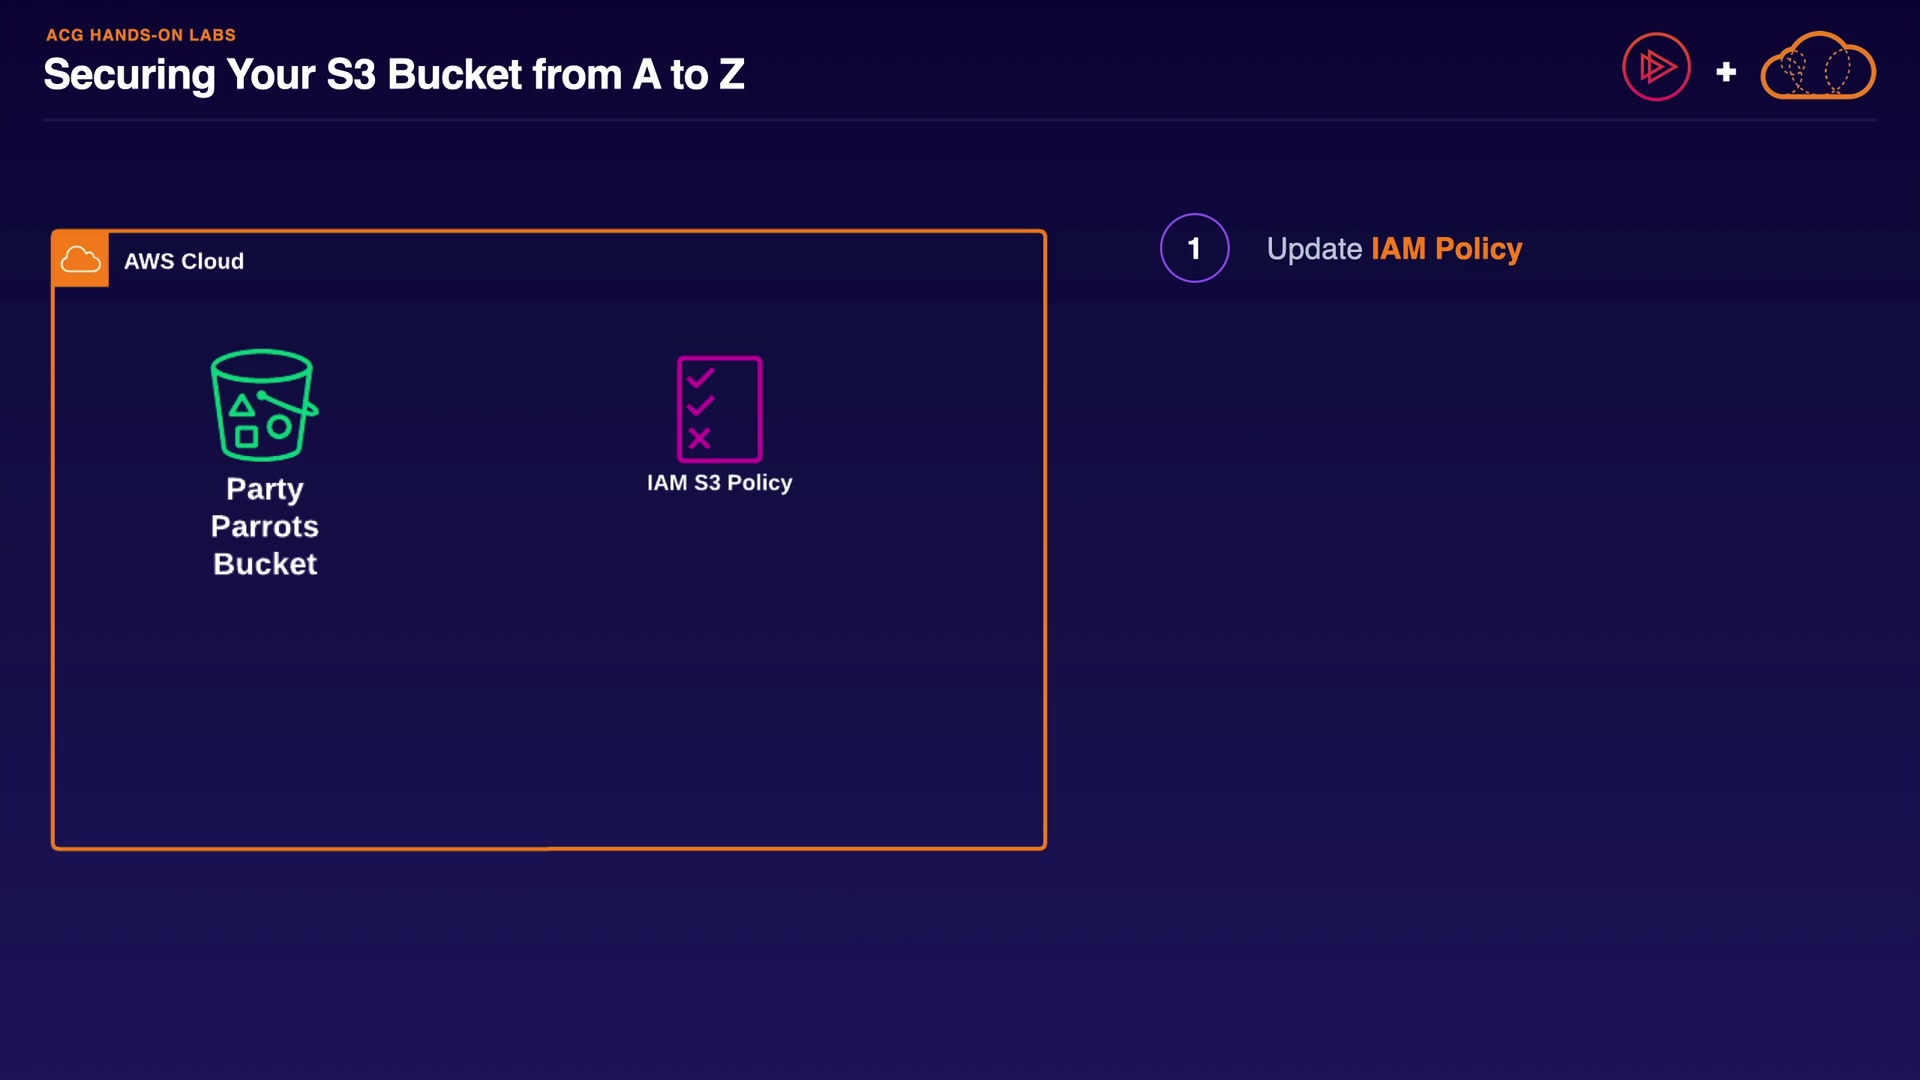 ACG HANDS-ON LABS
Securing Your S3 Bucket from A to Z
AWS Cloud
Party
Parrots
Bucket
IAM S3 Policy
1
Update IAM Policy